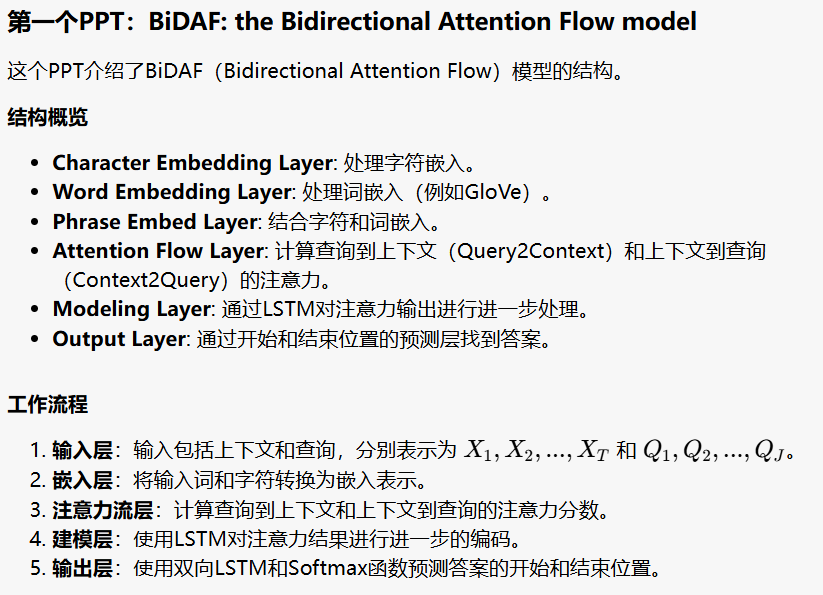 第一个PPT：BiDAF: the Bidirectional Attention Flow model
这个PPT介绍了BiDAF（Bidirectional Attention Flow）模型的结构。
结构概览
• Character Embedding Layer: 处理字符嵌入。
• Word Embedding Layer: 处理词嵌入（例如GloVe）。
• Phrase Embed Layer: 结合字符和词嵌入。
• Attention Flow Layer: 计算查询到上下文（Query2Context）和上下文到查询
（Context2Query）的注意力。
• Modeling Layer: 通过LSTM对注意力输出进行进一步处理。
• Output Layer: 通过开始和结束位置的预测层找到答案。
工作流程
1. 输入层：输入包括上下文和查询，分别表示为 X₁, X₂, ..., X_T 和 Q₁, Q₂, ..., Q_J。
2. 嵌入层：将输入词和字符转换为嵌入表示。
3. 注意力流层：计算查询到上下文和上下文到查询的注意力分数。
4. 建模层：使用LSTM对注意力结果进行进一步的编码。
5. 输出层：使用双向LSTM和Softmax函数预测答案的开始和结束位置。